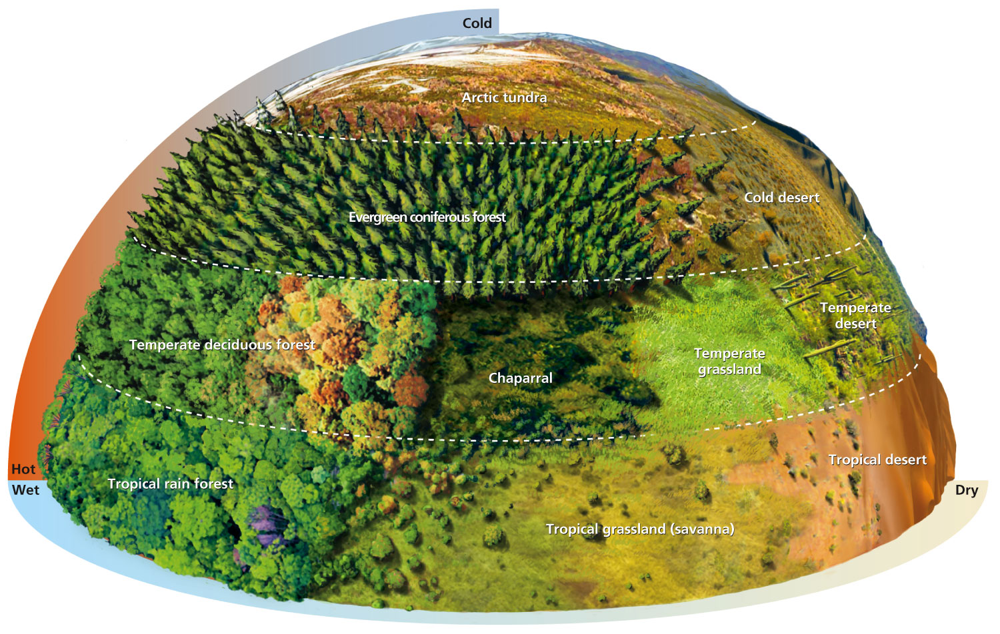 Cold
Arctic tundra
Cold desert
Evergreen coniferous forest
Temperate
desert
Temperate deciduous forest
Temperate
grassland
Chaparral
Hot
Wet
Tropical rain forest
Tropical desert
Dry
Tropical grassland (savanna)